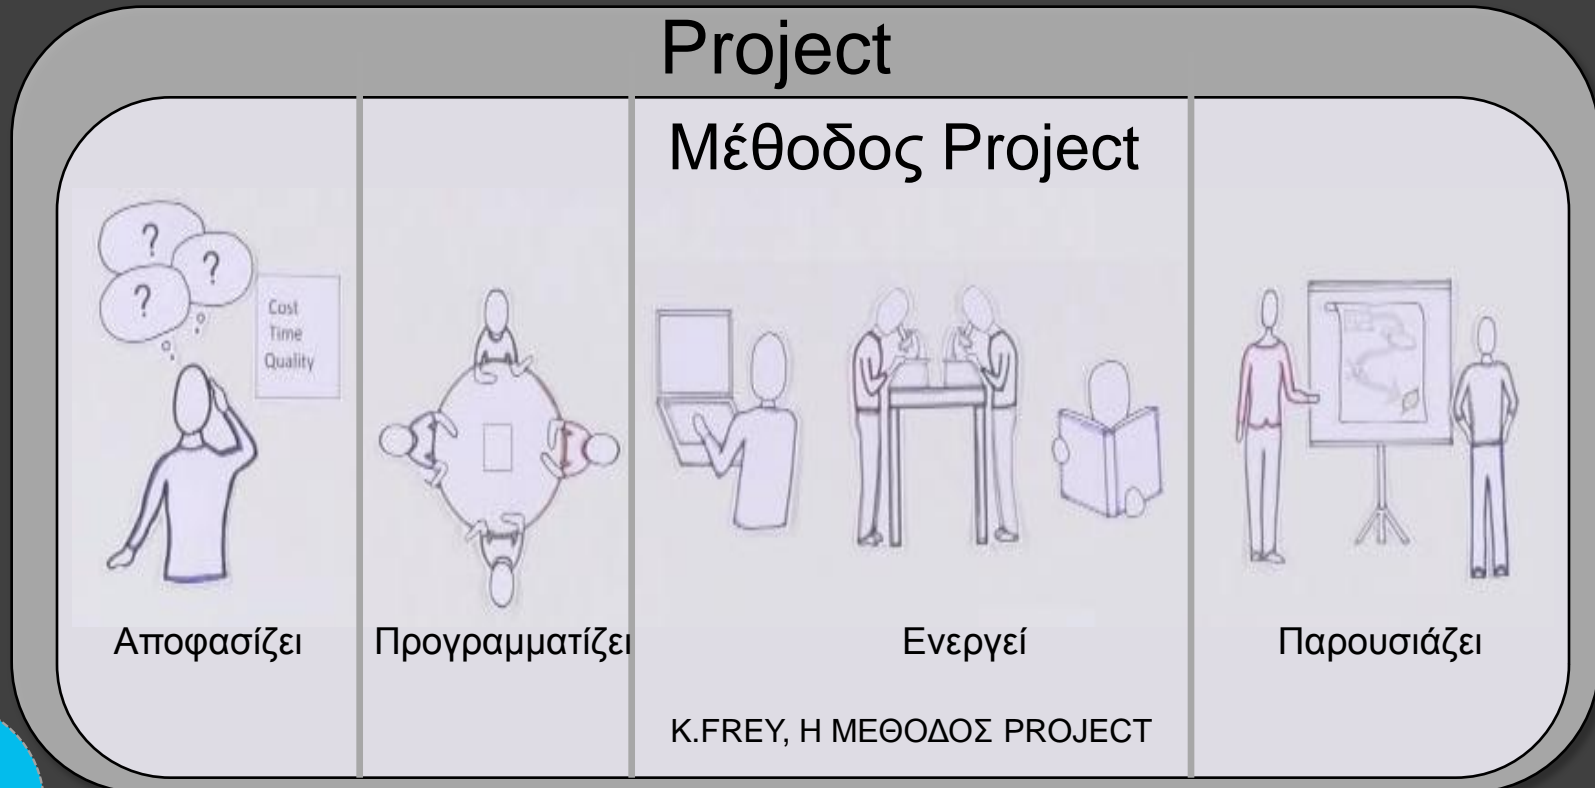 Project
Μέθοδος Project
?
?
?
Cost
Time
Quality
Αποφασίζει
Προγραμματίζει
Ενεργεί
Παρουσιάζει
K.FREY, Η ΜΕΘΟΔΟΣ PROJECT